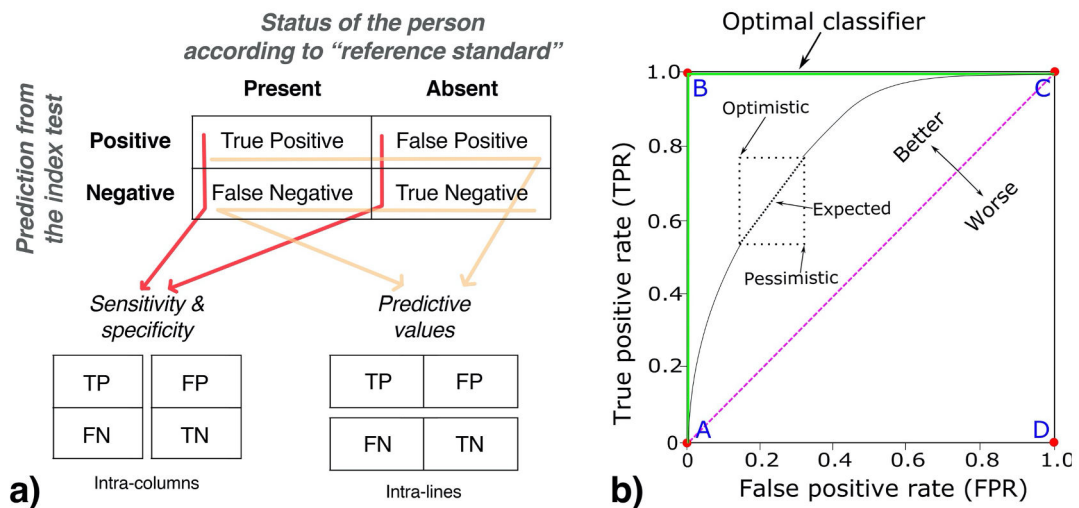 Status of the person
according to “reference standard”
Present
Absent
Prediction from
the index test
Positive
True Positive
False Positive
Negative
False Negative
True Negative
Sensitivity &
specificity
Predictive
values
TP
FP
FN
TN
TP
FP
FN
TN
Intra-columns
Intra-lines
a)
Optimal classifier
1.0
B
C
Optimistic
Better
0.8
Worse
Expected
0.6
Pessimistic
0.4
0.2
0
A
D
True positive rate (TPR)
0
0.2
0.4
0.6
0.8
1.0
False positive rate (FPR)
b)